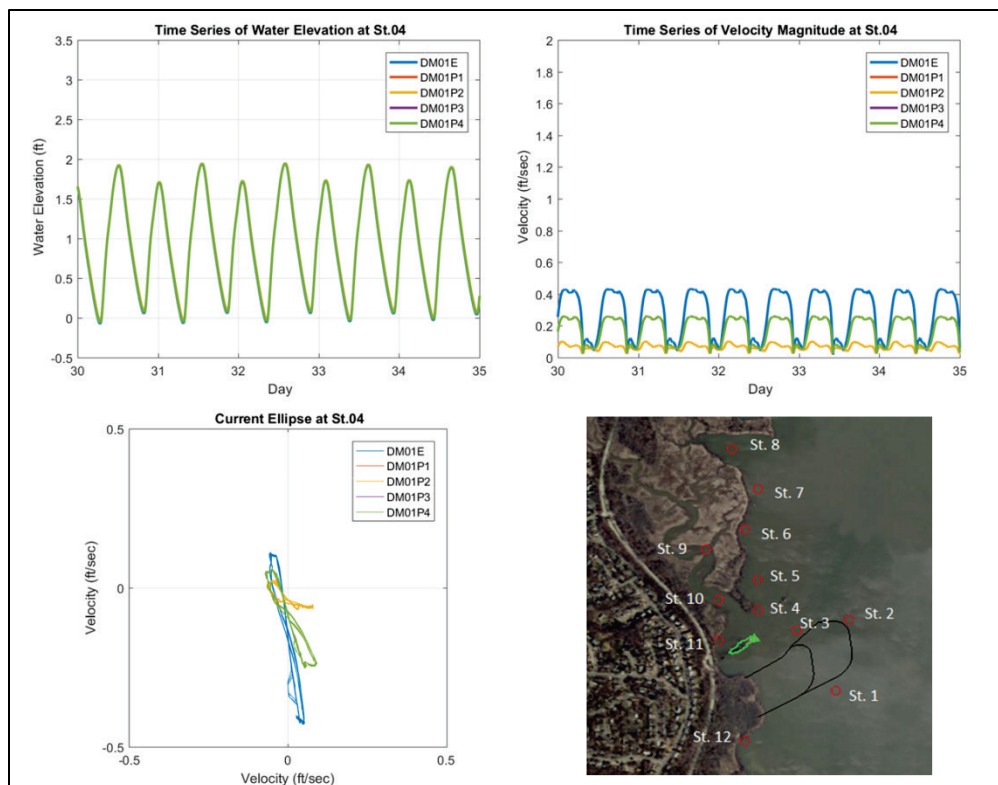 Time Series of Water Elevation at St.04
3.5
3
2.5
2
1.5
1
0.5
0
-0.5
Water Elevation (ft)
DM01E
DM01P1
DM01P2
DM01P3
DM01P4
30 31 32 33 34 35
Day
Time Series of Velocity Magnitude at St.04
2
1.8
1.6
1.4
1.2
1
0.8
0.6
0.4
0.2
0
Velocity (ft/sec)
DM01E
DM01P1
DM01P2
DM01P3
DM01P4
30 31 32 33 34 35
Day
Current Ellipse at St.04
0.5
0
-0.5
Velocity (ft/sec)
DM01E
DM01P1
DM01P2
DM01P3
DM01P4
-0.5 0 0.5
Velocity (ft/sec)
St. 8
St. 7
St. 6
St. 9
St. 5
St. 10
St. 4
St. 2
St. 3
St. 11
St. 1
St. 12